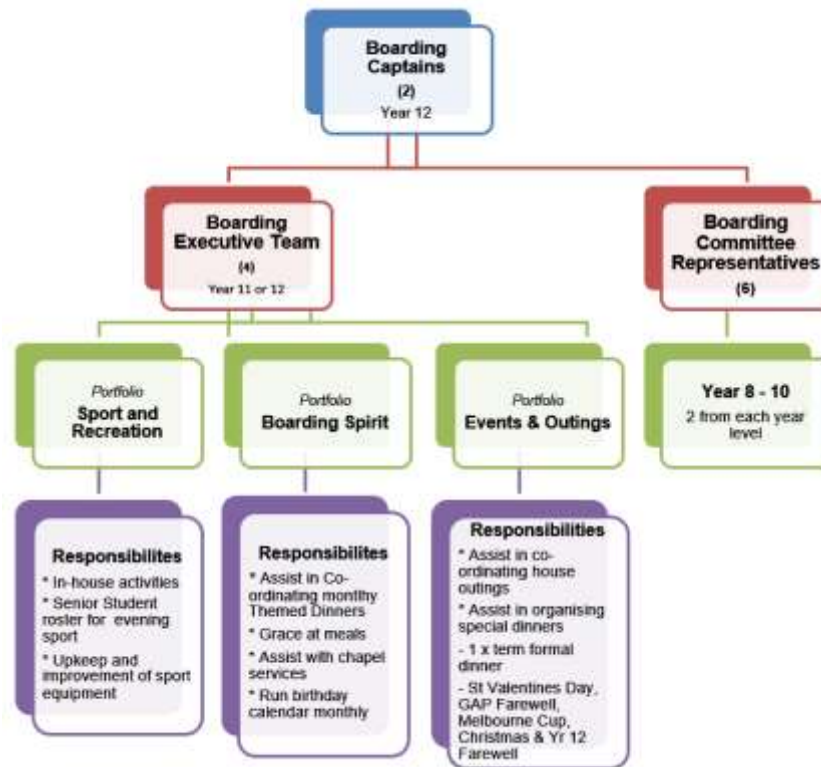 Boarding
Captains
(2)
Year 12
Boarding
Executive Team
(4)
Year 11 or 12
Boarding
Committee
Representatives
(6)
Portfolio
Sport and
Recreation
Portfolio
Boarding Spirit
Portfolio
Events & Outings
Year 8 - 10
2 from each year
level
Responsibilites
* In-house activities
* Senior Student
roster for evening
sport
* Upkeep and
improvement of sport
equipment
Responsibilites
* Assist in Co-
ordinating monthy
Themed Dinners
* Grace at meals
* Assist with chapel
services
* Run birthday
calendar monthly
Responsibilities
* Assist in co-
ordinating house
outings
* Assist in organising
special dinners
- 1 x term formal
dinner
- St Valentines Day,
GAP Farewell,
Melbourne Cup,
Christmas & Yr 12
Farewell